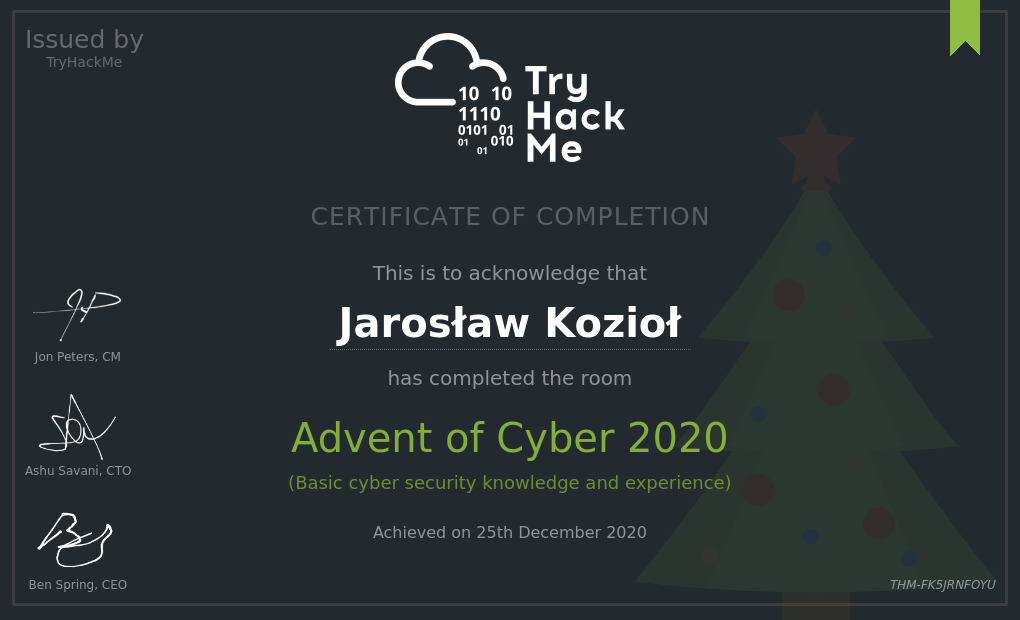 Issued by
TryHackMe
10 10
1110
0101 01
01 010
01
Try
Hack
Me
CERTIFICATE OF COMPLETION
This is to acknowledge that
Jarosław Kozioł
has completed the room
Advent of Cyber 2020
(Basic cyber security knowledge and experience)
Achieved on 25th December 2020
Jon Peters, CM
Ashu Savani, CTO
Ben Spring, CEO
THM-FK5JRNFOYU